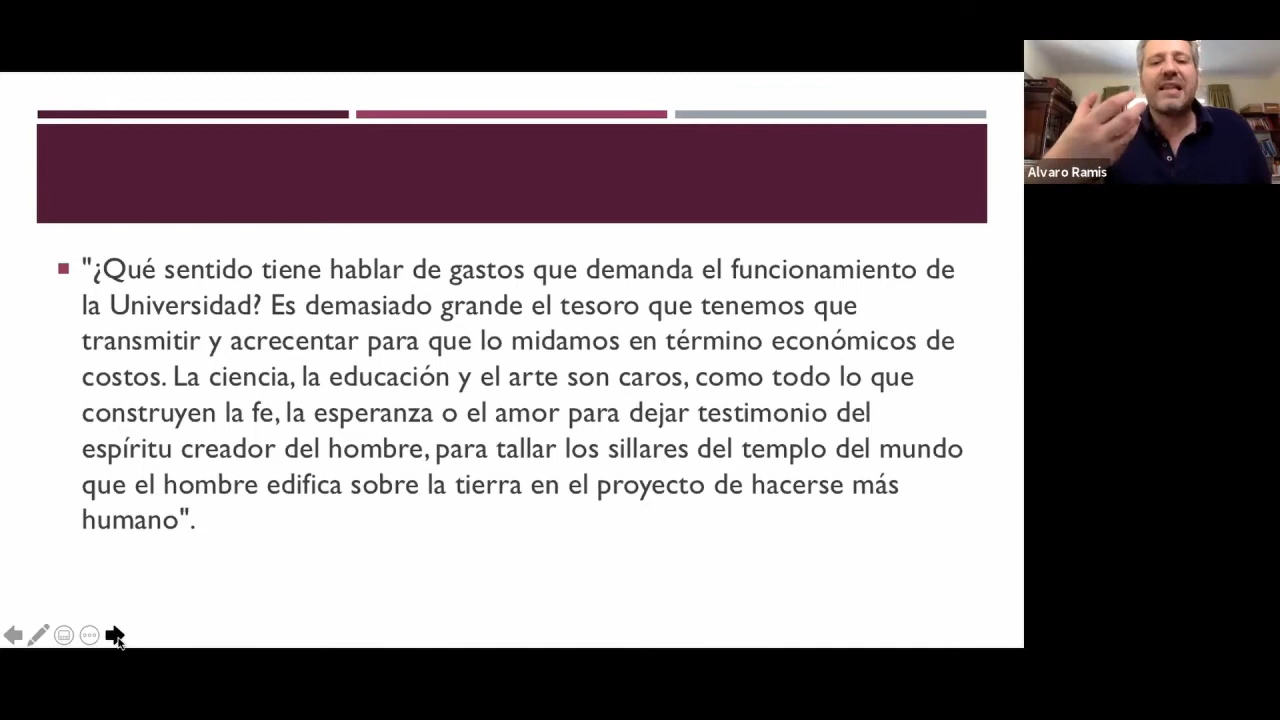 "¿Qué sentido tiene hablar de gastos que demanda el funcionamiento de
la Universidad? Es demasiado grande el tesoro que tenemos que
transmitir y acrecentar para que lo midamos en término económicos de
costos. La ciencia, la educación y el arte son caros, como todo lo que
construyen la fe, la esperanza o el amor para dejar testimonio del
espíritu creador del hombre, para tallar los sillares del templo del mundo
que el hombre edifica sobre la tierra en el proyecto de hacerse más
humano".
Alvaro Ramis